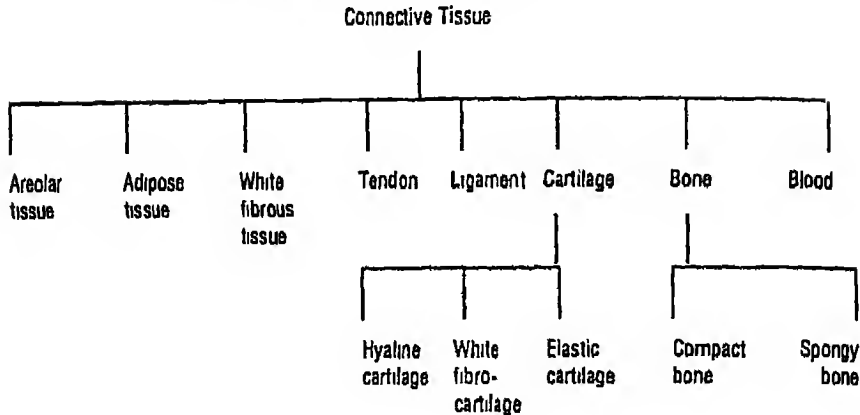 Connective Tissue
Areolar tissue
Adipose tissue
White fibrous tissue
Tendon
Ligament
Cartilage
Bone
Blood
Hyaline cartilage
White fibro-cartilage
Elastic cartilage
Compact bone
Spongy bone